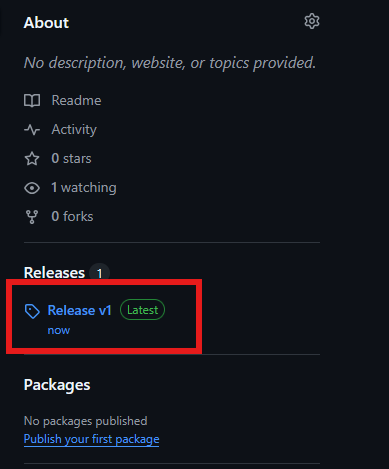 About
No description, website, or topics provided.
Readme
Activity
0 stars
1 watching
0 forks
Releases 1
Release v1 Latest
now
Packages
No packages published
Publish your first package